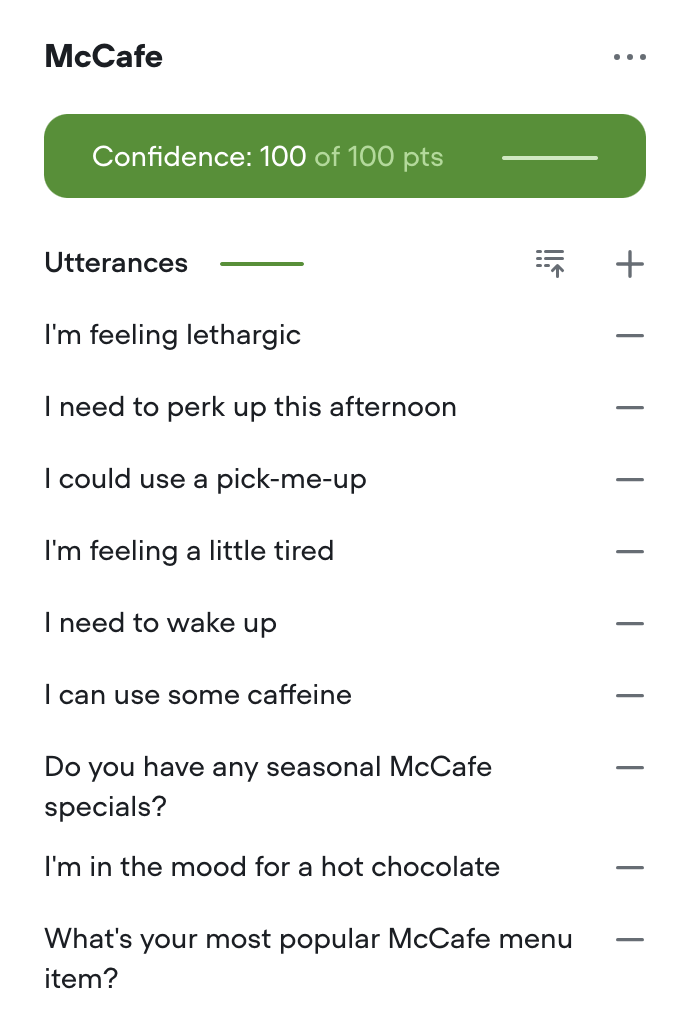 McCafe
Confidence: 100 of 100 pts
Utterances
I'm feeling lethargic
I need to perk up this afternoon
I could use a pick-me-up
I'm feeling a little tired
I need to wake up
I can use some caffeine
Do you have any seasonal McCafe
specials?
I'm in the mood for a hot chocolate
What's your most popular McCafe menu
item?